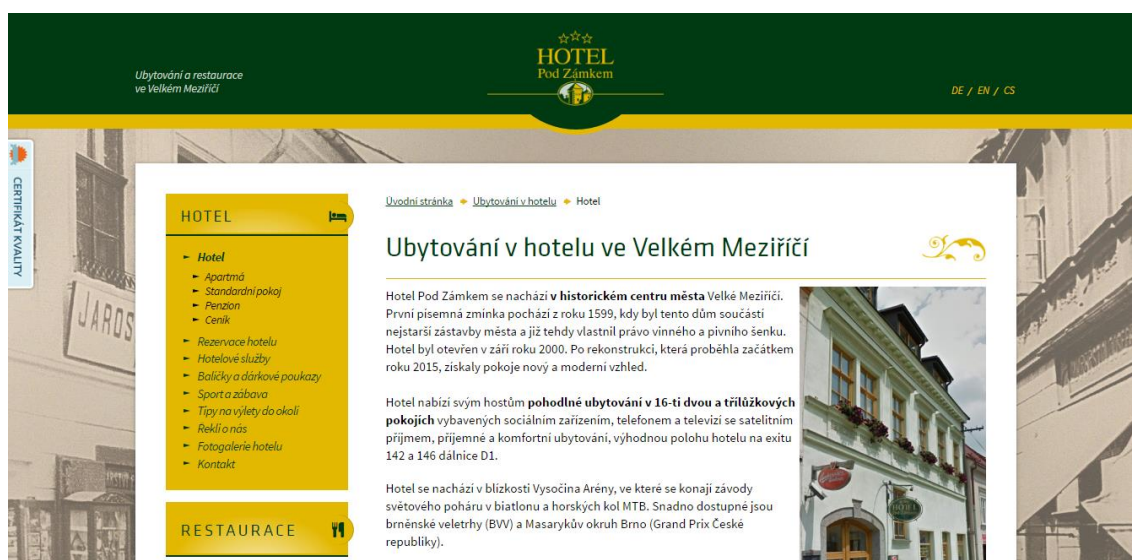 Ubytování a restaurace
ve Velkém Meziříčí
HOTEL
Pod Zámkem
DE / EN / CS
CERTIFIKÁT KVALITY
JAROS
HOTEL
Hotel
Apartmá
Standardní pokoj
Penzion
Ceník
Rezervace hotelu
Hotelové služby
Balíčky a dárkové poukazy
Sport a zábava
Tipy na výlety do okolí
Řekli o nás
Fotogalerie hotelu
Kontakt
RESTAURACE
Úvodní stránka Ubytování v hotelu Hotel
Ubytování v hotelu ve Velkém Meziříčí
Hotel Pod Zámkem se nachází v historickém centru města Velké Meziříčí.
První písemná zmínka pochází z roku 1599, kdy byl tento dům součástí
nejstarší zástavby města a již tehdy vlastnil právo vinného a pivního šenku.
Hotel byl otevřen v září roku 2000. Po rekonstrukci, která proběhla začátkem
roku 2015, získaly pokoje nový a moderní vzhled.
Hotel nabízí svým hostům pohodlné ubytování v 16-ti dvou a třílůžkových
pokojích vybavených sociálním zařízením, telefonem a televizí se satelitním
příjmem, příjemné a komfortní ubytování, výhodnou polohu hotelu na exitu
142 a 146 dálnice D1.
Hotel se nachází v blízkosti Vysočina Arény, ve které se konají závody
světového poháru v biatlonu a horských kol MTB. Snadno dostupné jsou
brněnské veletrhy (BVV) a Masarykův okruh Brno (Grand Prix České
republiky).
HOTEL